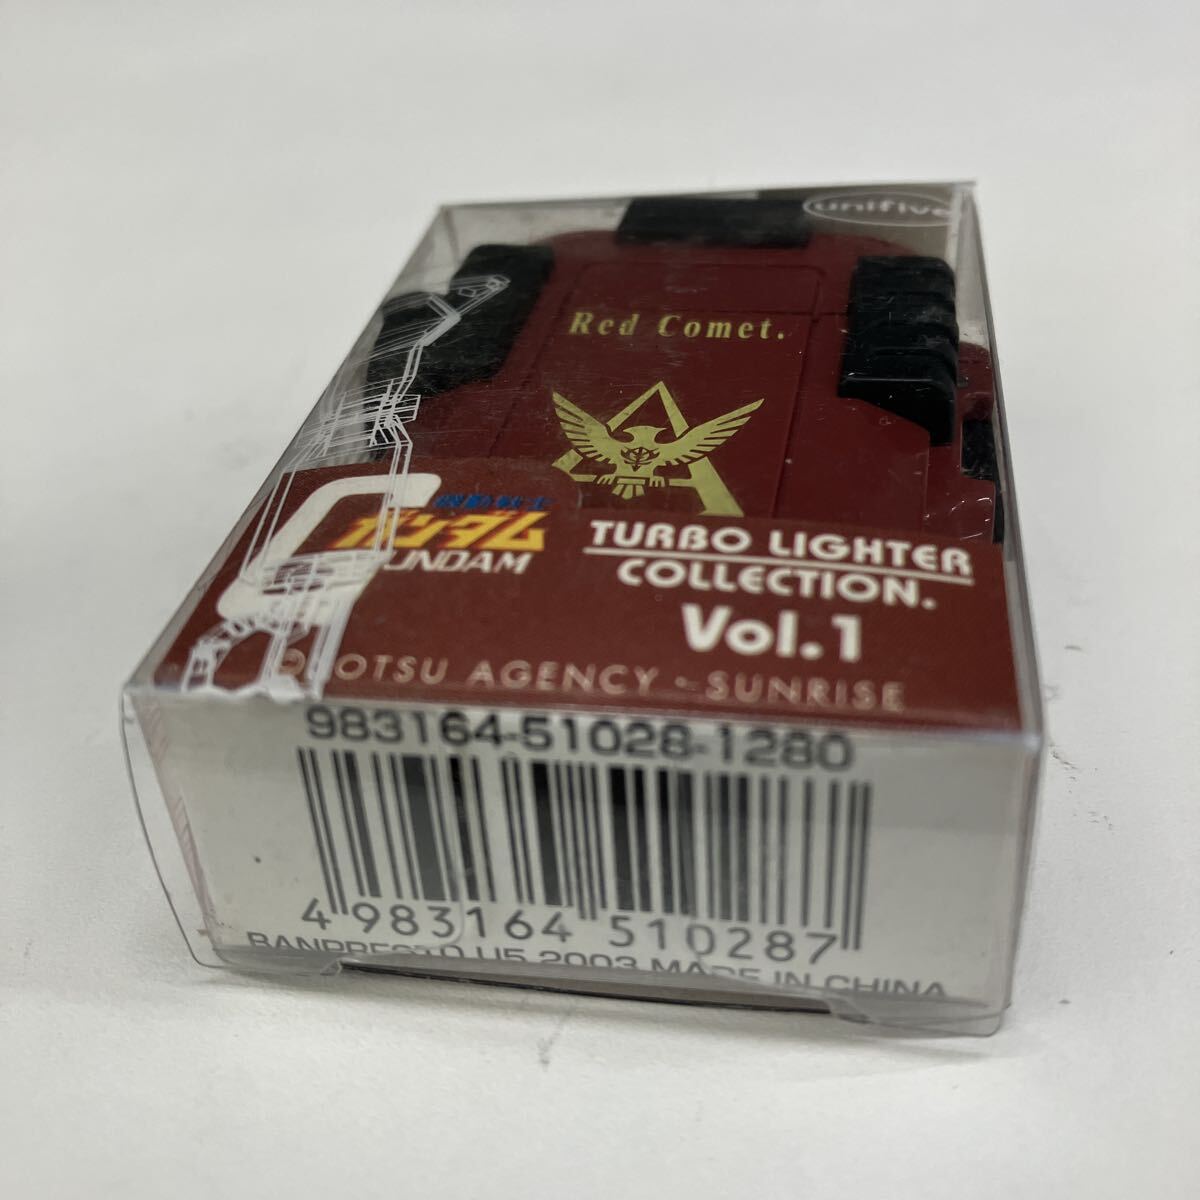 unifive
Red Comet.
機動戦士
ガンダム
GUNDAM
TURBO LIGHTER
COLLECTION.
Vol.1
OTSU AGENCY・SUNRISE
983164-51028-1280
4 983164 510287
BANPRESTO U5 2003 MADE IN CHINA